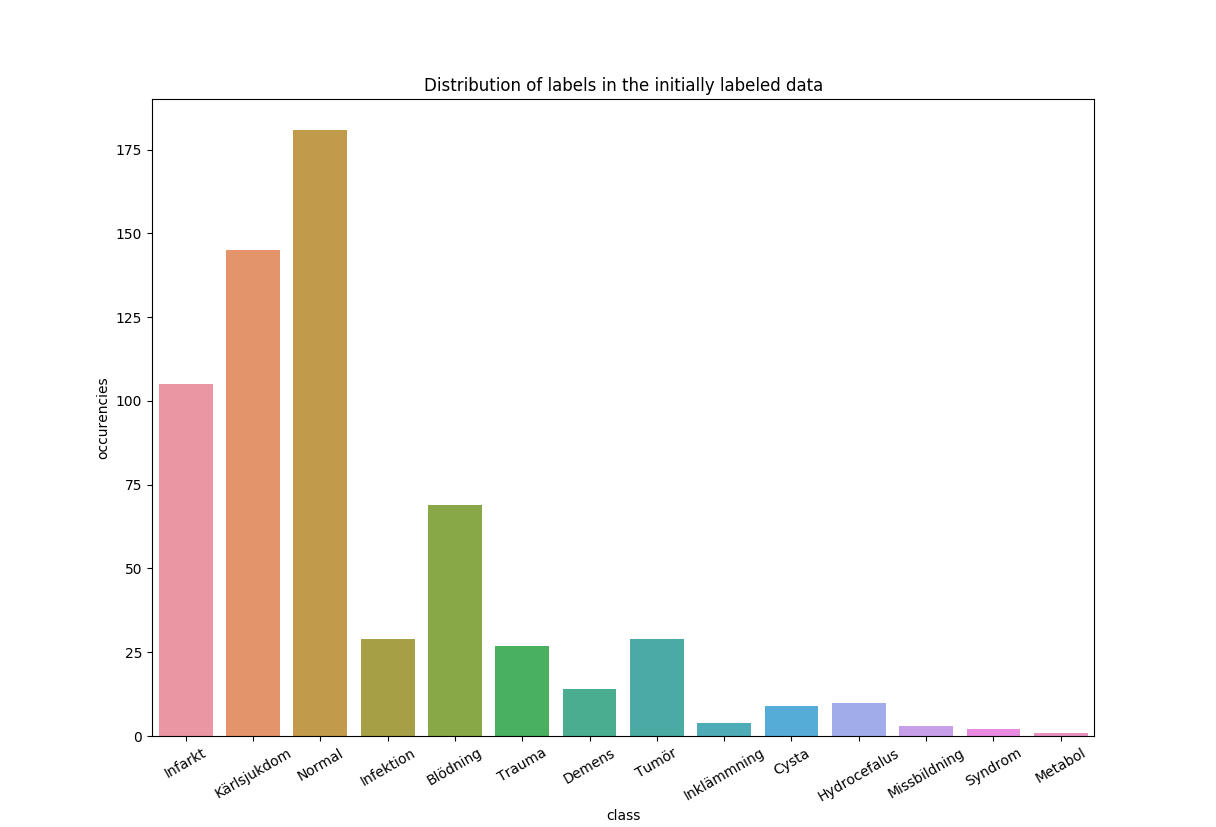 Distribution of labels in the initially labeled data
175
150
125
100
75
50
25
0
occurencies
Infarkt
Kärlsjukdom
Normal
Infektion
Blödning
Trauma
Demens
Tumör
Inklämmning
Cysta
Hydrocefalus
Missbildning
Syndrom
Metabol
class